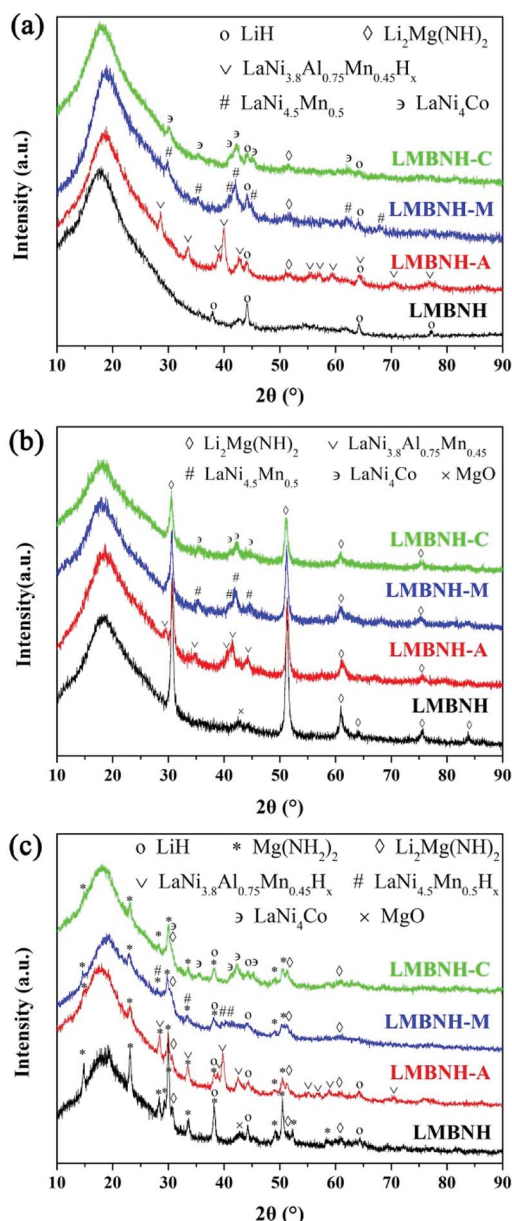 (a)
o LiH ◊ Li₂Mg(NH)₂
∨ LaNi₃.₈Al₀.₇₅Mn₀.₄₅Hₓ
# LaNi₄.₅Mn₀.₅ э LaNi₄Co
LMBNH-C
LMBNH-M
LMBNH-A
LMBNH
Intensity (a.u.)
10 20 30 40 50 60 70 80 90
2θ (°)
(b)
◊ Li₂Mg(NH)₂ ∨ LaNi₃.₈Al₀.₇₅Mn₀.₄₅
# LaNi₄.₅Mn₀.₅ э LaNi₄Co × MgO
LMBNH-C
LMBNH-M
LMBNH-A
LMBNH
Intensity(a.u.)
10 20 30 40 50 60 70 80 90
2θ (°)
(c)
o LiH * Mg(NH₂)₂ ◊ Li₂Mg(NH)₂
∨ LaNi₃.₈Al₀.₇₅Mn₀.₄₅Hₓ # LaNi₄.₅Mn₀.₅Hₓ
э LaNi₄Co × MgO
LMBNH-C
LMBNH-M
LMBNH-A
LMBNH
Intensity (a.u.)
10 20 30 40 50 60 70 80 90
2θ (°)